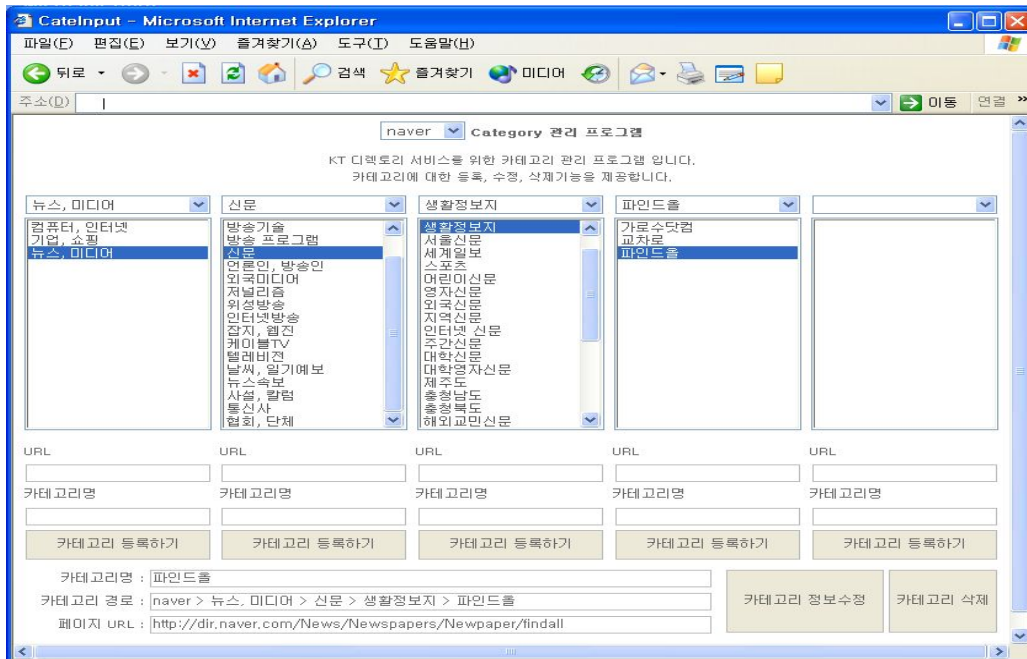 CateInput - Microsoft Internet Explorer
파일(F) 편집(E) 보기(V) 즐겨찾기(A) 도구(T) 도움말(H)
뒤로 검색 즐겨찾기 미디어
주소(D) 이동 연결 »
naver Category 관리 프로그램
KT 디렉토리 서비스를 위한 카테고리 관리 프로그램 입니다.
카테고리에 대한 등록, 수정, 삭제기능을 제공합니다.
뉴스, 미디어
컴퓨터, 인터넷
기업, 쇼핑
뉴스, 미디어
신문
방송기술
방송 프로그램
신문
언론인, 방송인
외국미디어
저널리즘
위성방송
인터넷방송
잡지, 웹진
케이블TV
텔레비젼
날씨, 일기예보
뉴스속보
사설, 칼럼
통신사
협회, 단체
생활정보지
생활정보지
서울신문
세계일보
스포츠
어린이신문
영자신문
외국신문
지역신문
인터넷 신문
주간신문
대학신문
대학영자신문
제주도
충청남도
충청북도
해외교민신문
파인드올
가로수닷컴
교차로
파인드올
URL URL URL URL URL
카테고리명 카테고리명 카테고리명 카테고리명 카테고리명
카테고리 등록하기 카테고리 등록하기 카테고리 등록하기 카테고리 등록하기 카테고리 등록하기
카테고리명 : 파인드올
카테고리 경로 : naver > 뉴스, 미디어 > 신문 > 생활정보지 > 파인드올
페이지 URL : http://dir.naver.com/News/Newspapers/Newpaper/findall
카테고리 정보수정 카테고리 삭제